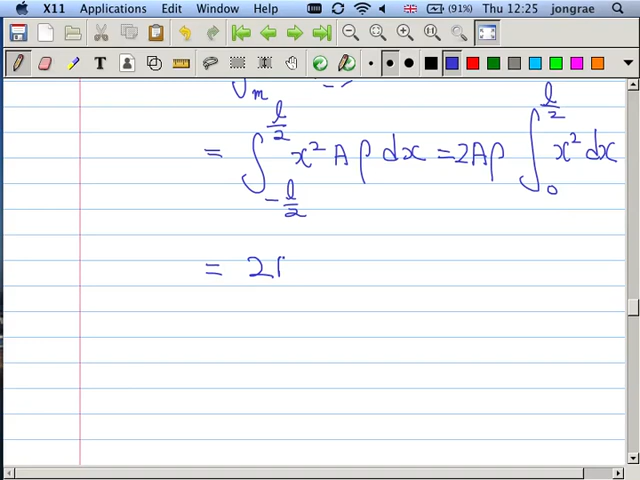 X11 Applications Edit Window Help (91%) Thu 12:25 jongrae
∫m
= ∫_{-l/2}^{l/2} x² A ρ dx = 2Aρ ∫_0^{l/2} x² dx
= 2